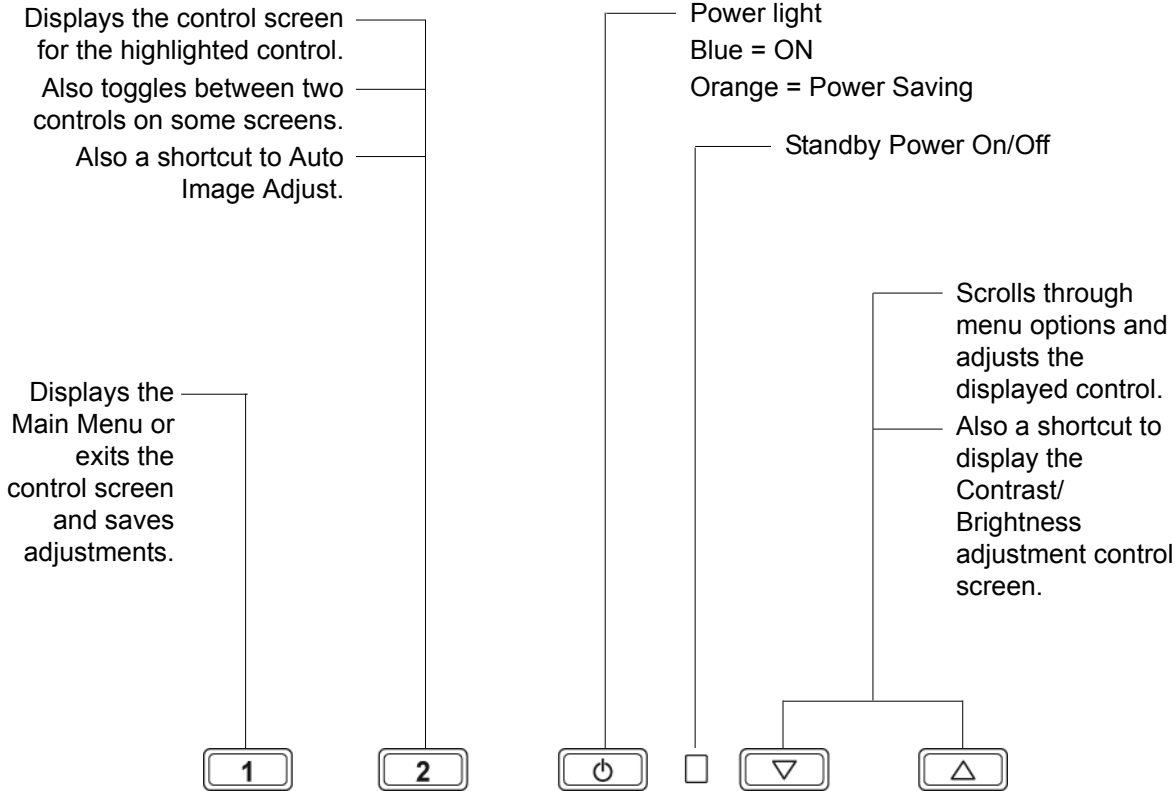 Displays the control screen
for the highlighted control.
Also toggles between two
controls on some screens.
Also a shortcut to Auto
Image Adjust.
Power light
Blue = ON
Orange = Power Saving
Standby Power On/Off
Displays the
Main Menu or
exits the
control screen
and saves
adjustments.
Scrolls through
menu options and
adjusts the
displayed control.
Also a shortcut to
display the
Contrast/
Brightness
adjustment control
screen.
1
2